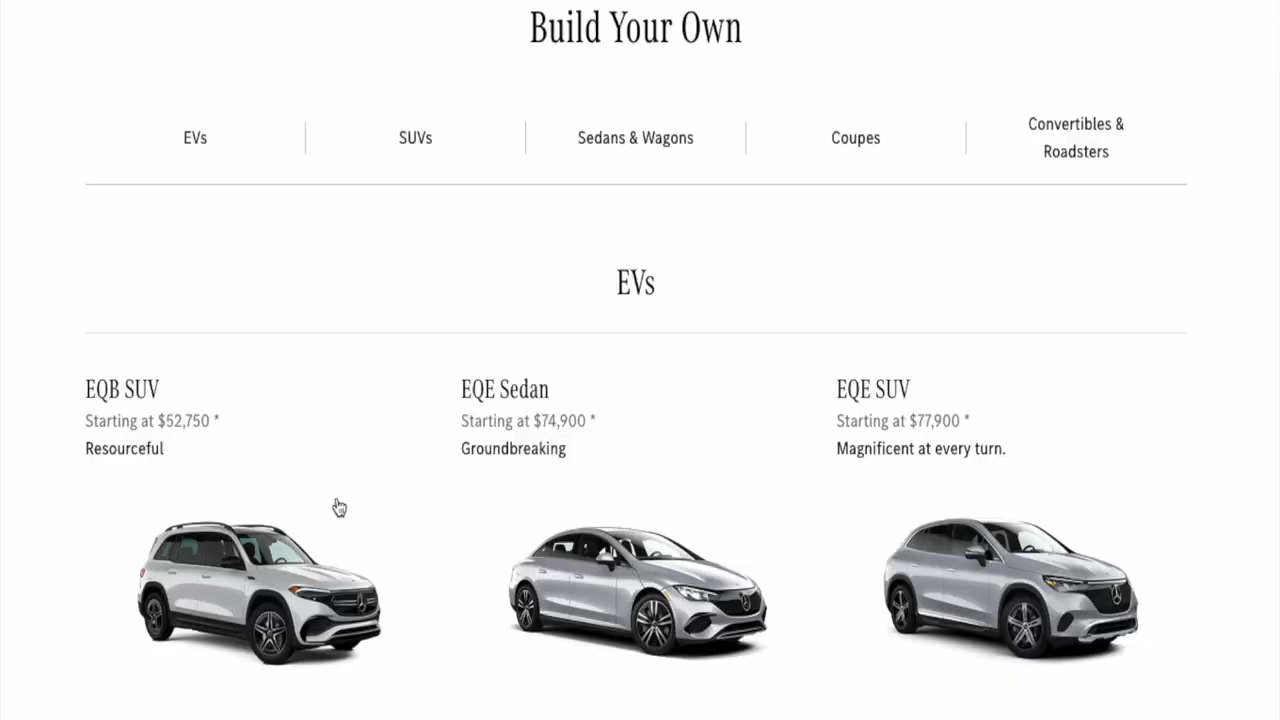 Build Your Own
EVs
SUVs
Sedans & Wagons
Coupes
Convertibles &
Roadsters
EVs
EQB SUV
Starting at $52,750 *
Resourceful
EQE Sedan
Starting at $74,900 *
Groundbreaking
EQE SUV
Starting at $77,900 *
Magnificent at every turn.